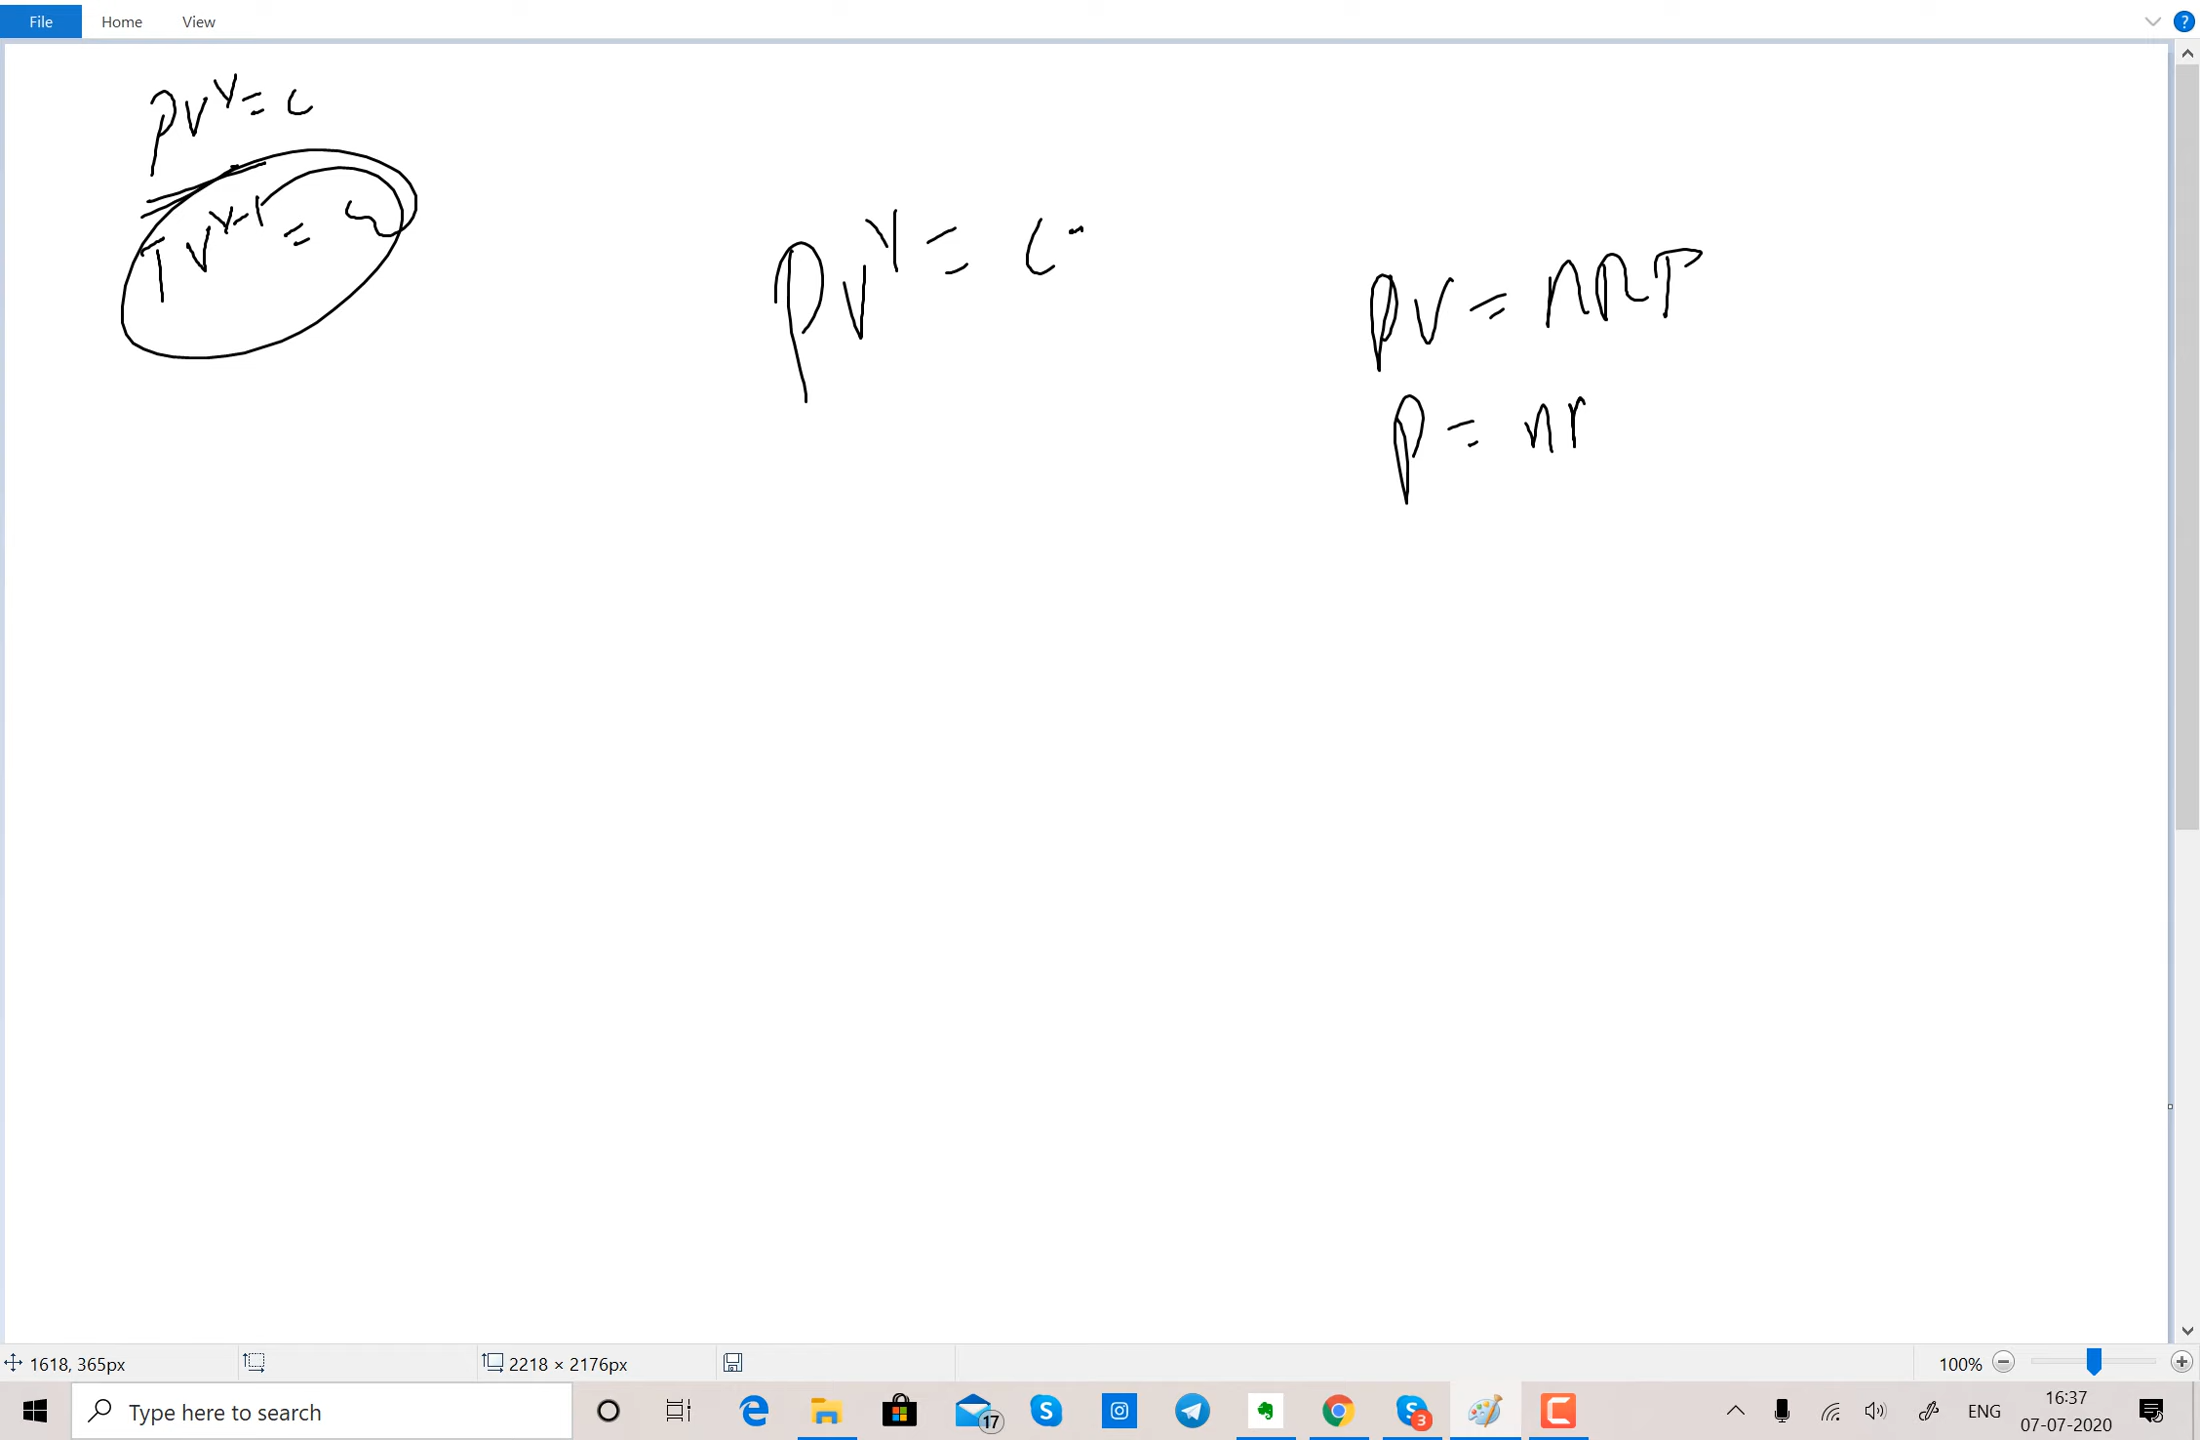 File Home View
PV^γ = C
TV^γ-1 =
PV^γ = C
PV = nRT
P = nr
1618, 365px
2218 × 2176px
100%
Type here to search
17
3
ENG
16:37
07-07-2020